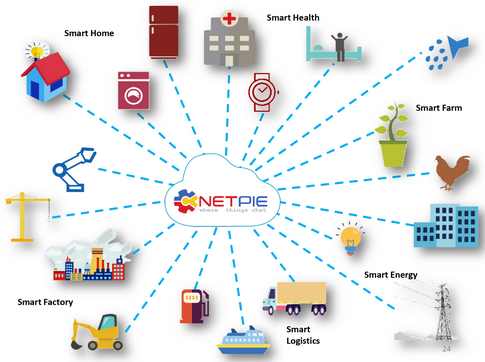 Smart Home
Smart Health
Smart Farm
NETPIE
where things chat
Smart Energy
Smart Factory
Smart
Logistics
24